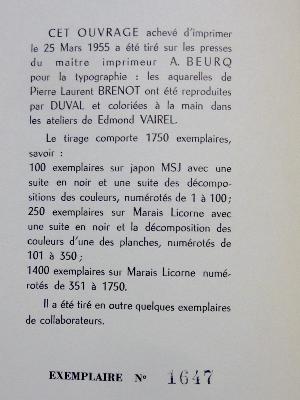 CET OUVRAGE achevé d'imprimer
le 25 Mars 1955 a été tiré sur les presses
du maître imprimeur A. BEURQ
pour la typographie : les aquarelles de
Pierre Laurent BRENOT ont été reproduites
par DUVAL et coloriées à la main dans
les ateliers de Edmond VAIREL.
Le tirage comporte 1750 exemplaires,
savoir :
100 exemplaires sur japon MSJ avec une
suite en noir et une suite des décompo-
sitions des couleurs, numérotés de 1 à 100 ;
250 exemplaires sur Marais Licorne avec
une suite en noir et la décomposition des
couleurs d'une des planches, numérotés de
101 à 350 ;
1400 exemplaires sur Marais Licorne numé-
rotés de 351 à 1750.
Il a été tiré en outre quelques exemplaires
de collaborateurs.
EXEMPLAIRE N° 1647